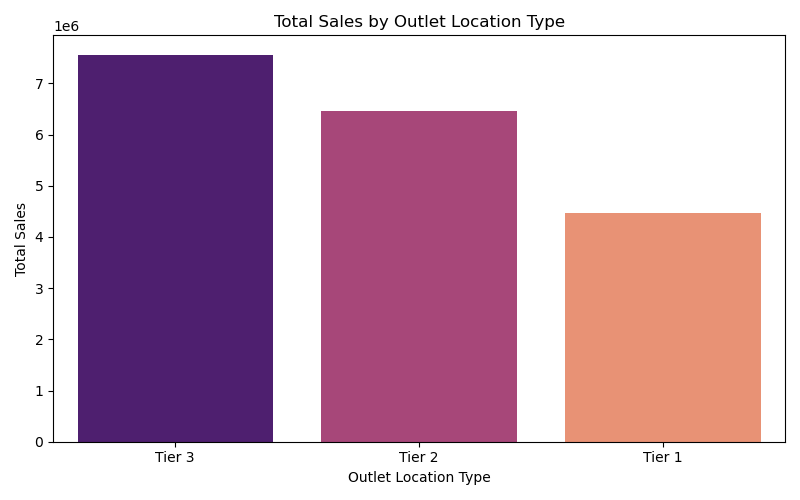 Total Sales by Outlet Location Type
1e6
7
6
5
4
3
2
1
0
Total Sales
Tier 3
Tier 2
Tier 1
Outlet Location Type